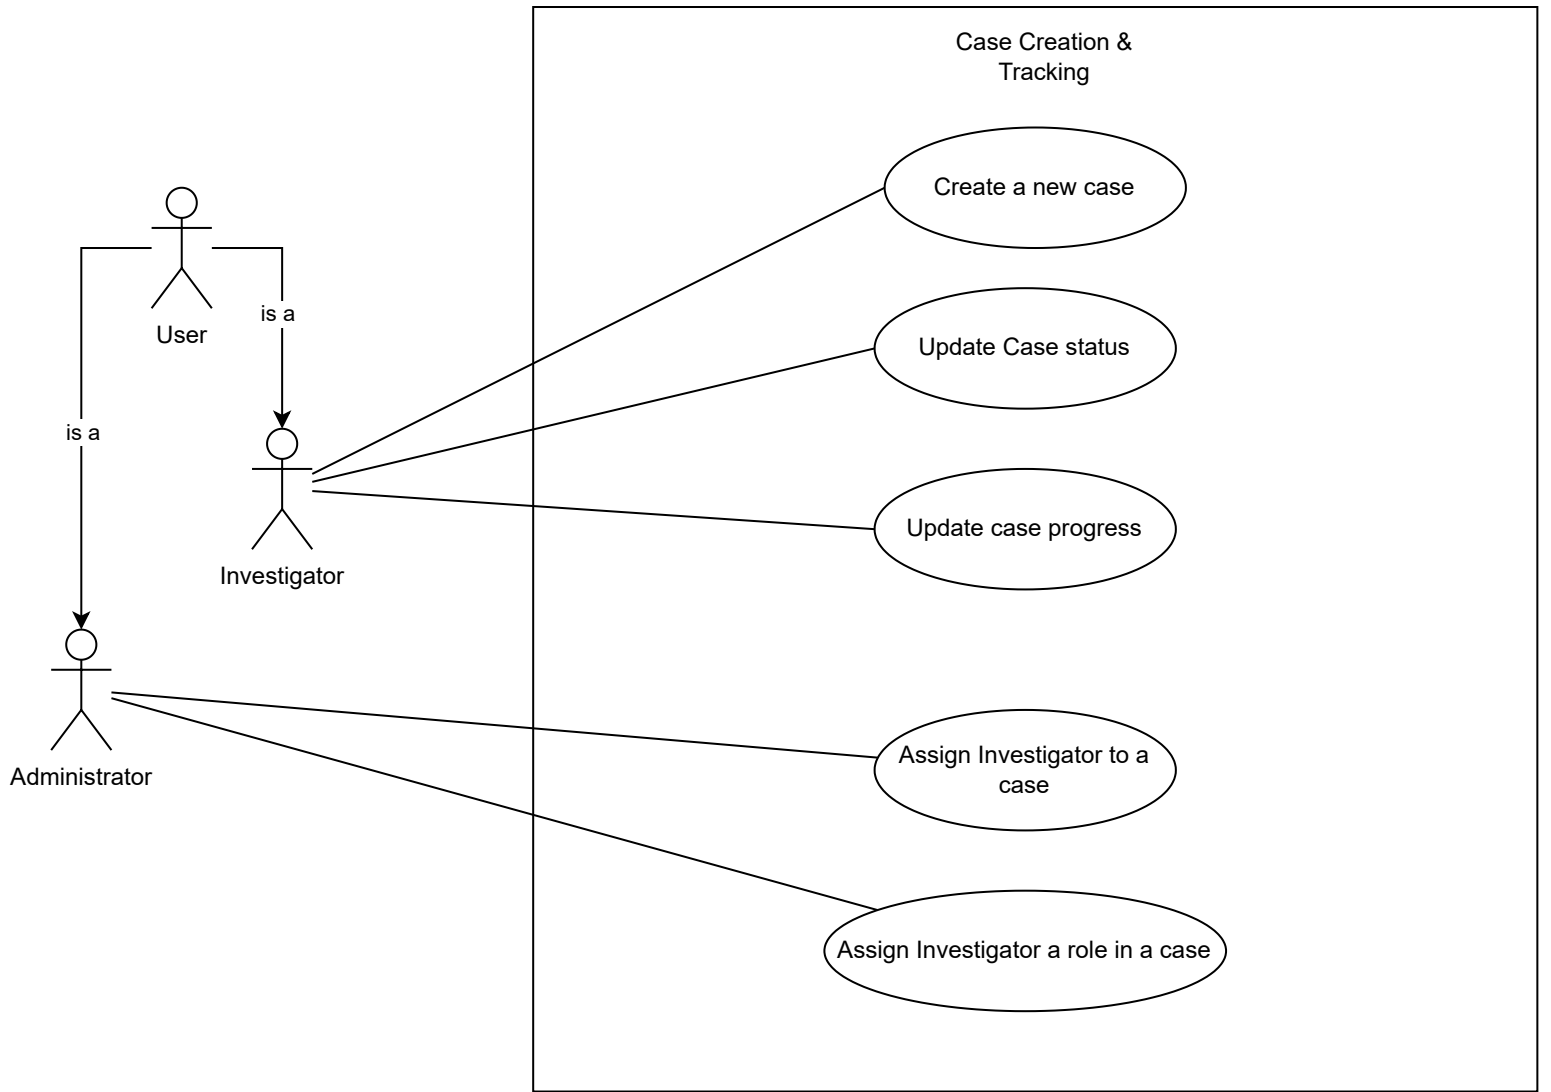 Case Creation &
Tracking
Create a new case
User
is a
Update Case status
is a
Update case progress
Investigator
Assign Investigator to a
case
Administrator
Assign Investigator a role in a case